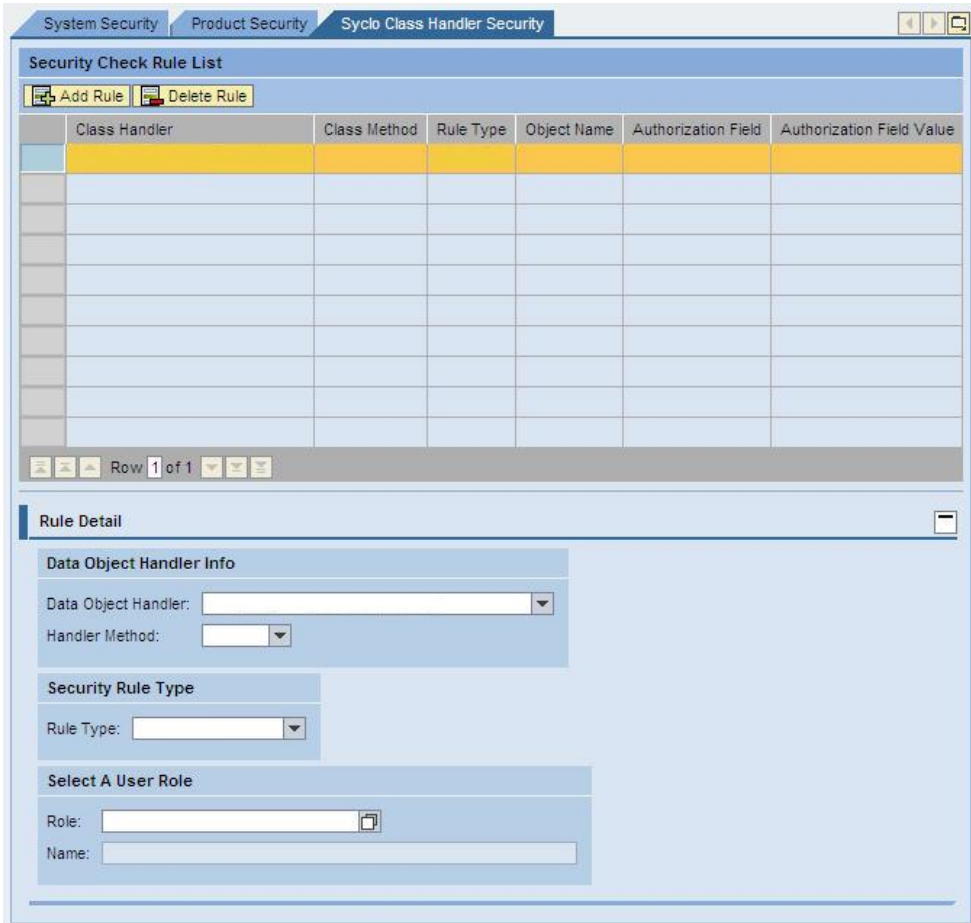 System Security Product Security Syclo Class Handler Security
Security Check Rule List
Add Rule Delete Rule
Class Handler Class Method Rule Type Object Name Authorization Field Authorization Field Value
Row 1 of 1
Rule Detail
Data Object Handler Info
Data Object Handler:
Handler Method:
Security Rule Type
Rule Type:
Select A User Role
Role:
Name: